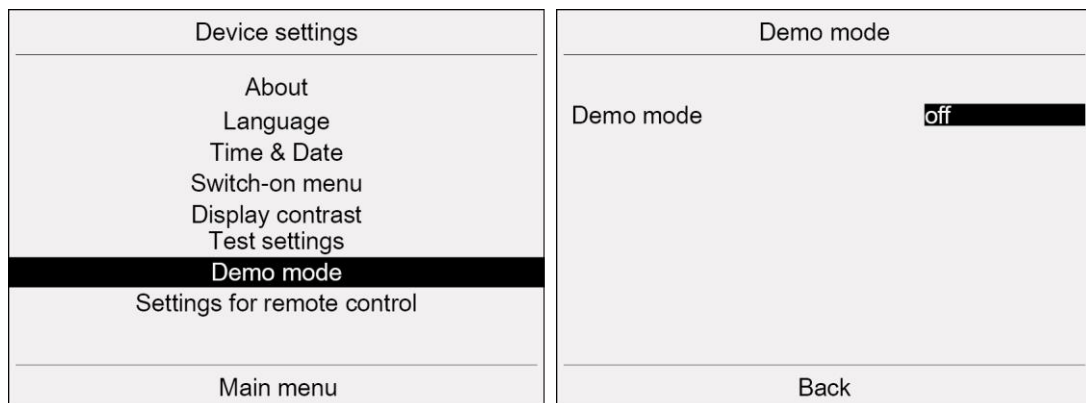 Device settings
About
Language
Time & Date
Switch-on menu
Display contrast
Test settings
Demo mode
Settings for remote control
Main menu
Demo mode
Demo mode off
Back